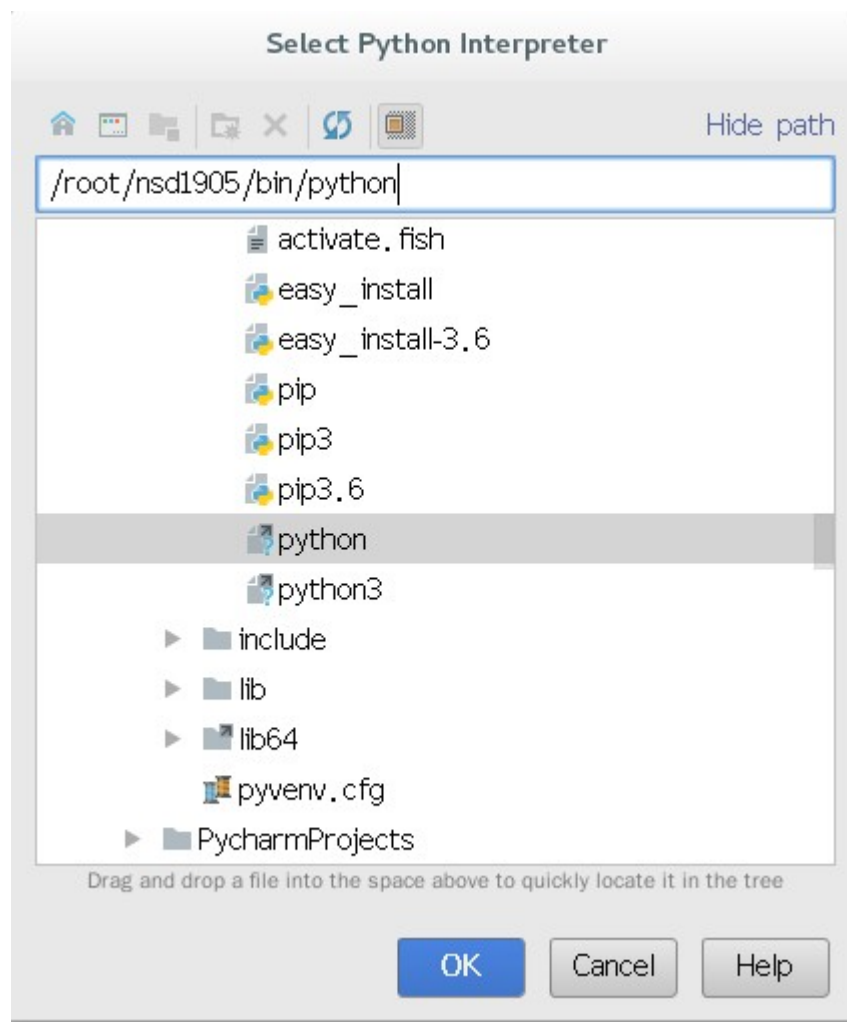 Select Python Interpreter
Hide path
/root/nsd1905/bin/python
activate.fish
easy_install
easy_install-3.6
pip
pip3
pip3.6
python
python3
include
lib
lib64
pyvenv.cfg
PycharmProjects
Drag and drop a file into the space above to quickly locate it in the tree
OK Cancel Help